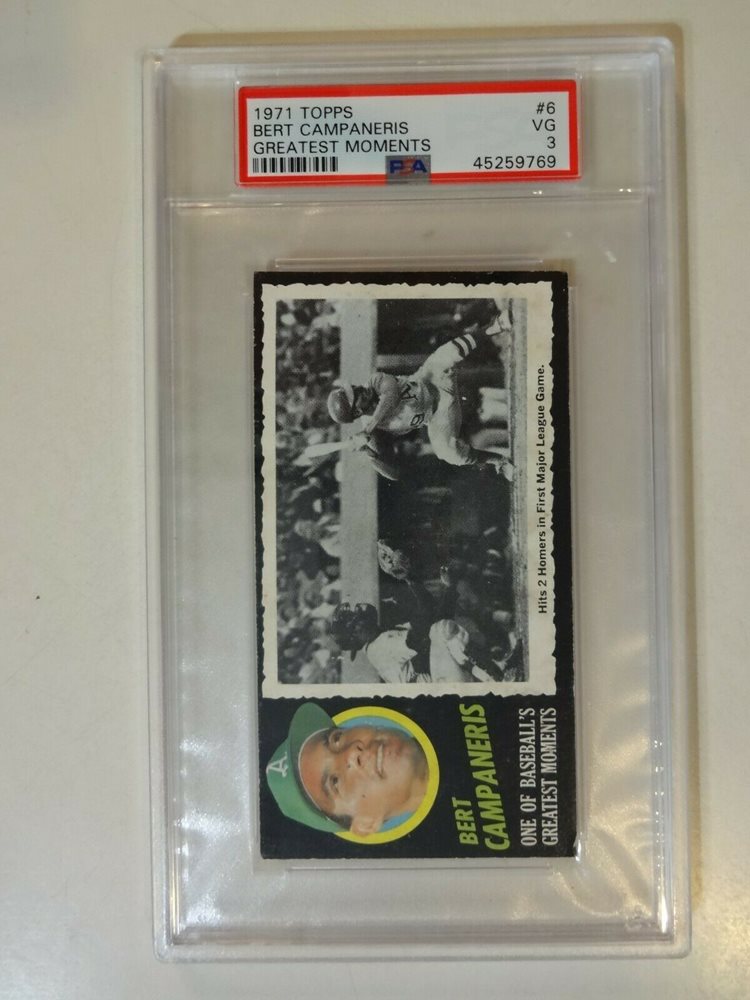 1971 TOPPS #6
BERT CAMPANERIS VG
GREATEST MOMENTS 3
PSA 45259769
Hits 2 Homers in First Major League Game.
A
BERT
CAMPANERIS
ONE OF BASEBALL'S
GREATEST MOMENTS